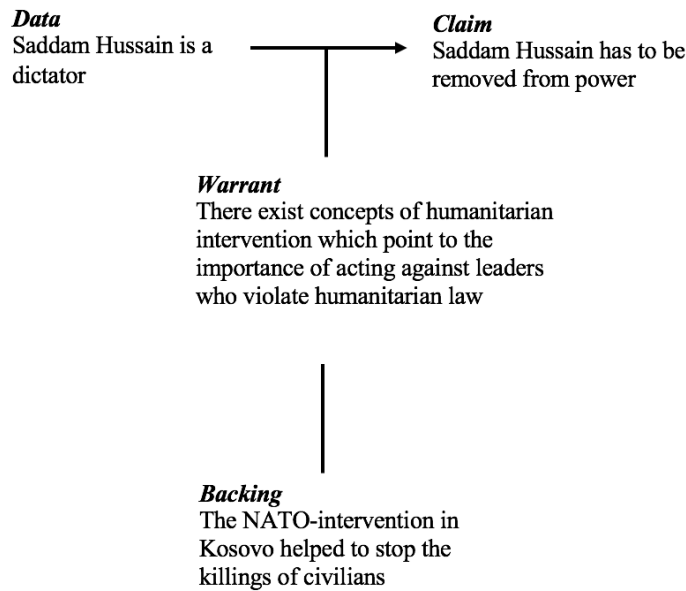 Data
Saddam Hussain is a
dictator
Claim
Saddam Hussain has to be
removed from power
Warrant
There exist concepts of humanitarian
intervention which point to the
importance of acting against leaders
who violate humanitarian law
Backing
The NATO-intervention in
Kosovo helped to stop the
killings of civilians